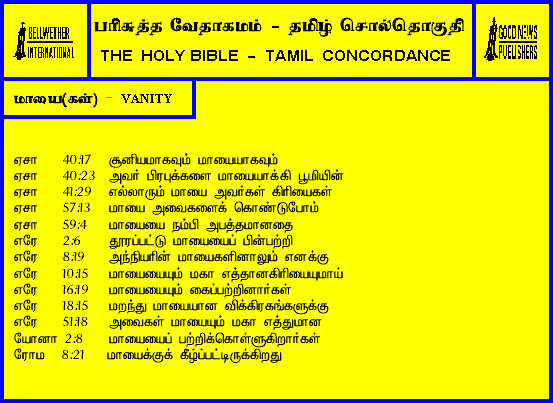 BELLWETHER
INTERNATIONAL
பரிசுத்த வேதாகமம் - தமிழ் சொல்தொகுதி
THE HOLY BIBLE - TAMIL CONCORDANCE
GOOD NEWS
PUBLISHERS
மாயை(கள்) - VANITY
ஏசா 40:17 சூனியமாகவும் மாயையாகவும்
ஏசா 40:23 அவர் பிரபுக்களை மாயையாக்கி பூமியின்
ஏசா 41:29 எல்லாரும் மாயை அவர்கள் கிரியைகள்
ஏசா 57:13 மாயை அவைகளைக் கொண்டுபோம்
ஏசா 59:4 மாயையை நம்பி அபத்தமானதை
எரே 2:6 தூரப்பட்டு மாயையைப் பின்பற்றி
எரே 8:19 அந்நியரின் மாயைகளினாலும் எனக்கு
எரே 10:15 மாயையையும் மகா எத்தானகிரியையுமாய்
எரே 16:19 மாயையையும் கைப்பற்றினார்கள்
எரே 18:15 மறந்து மாயையான விக்கிரகங்களுக்கு
எரே 51:18 அவைகள் மாயையும் மகா எத்துமான
யோனா 2:8 மாயையைப் பற்றிக்கொள்ளுகிறார்கள்
ரோம 8:21 மாயைக்குக் கீழ்ப்பட்டிருக்கிறது